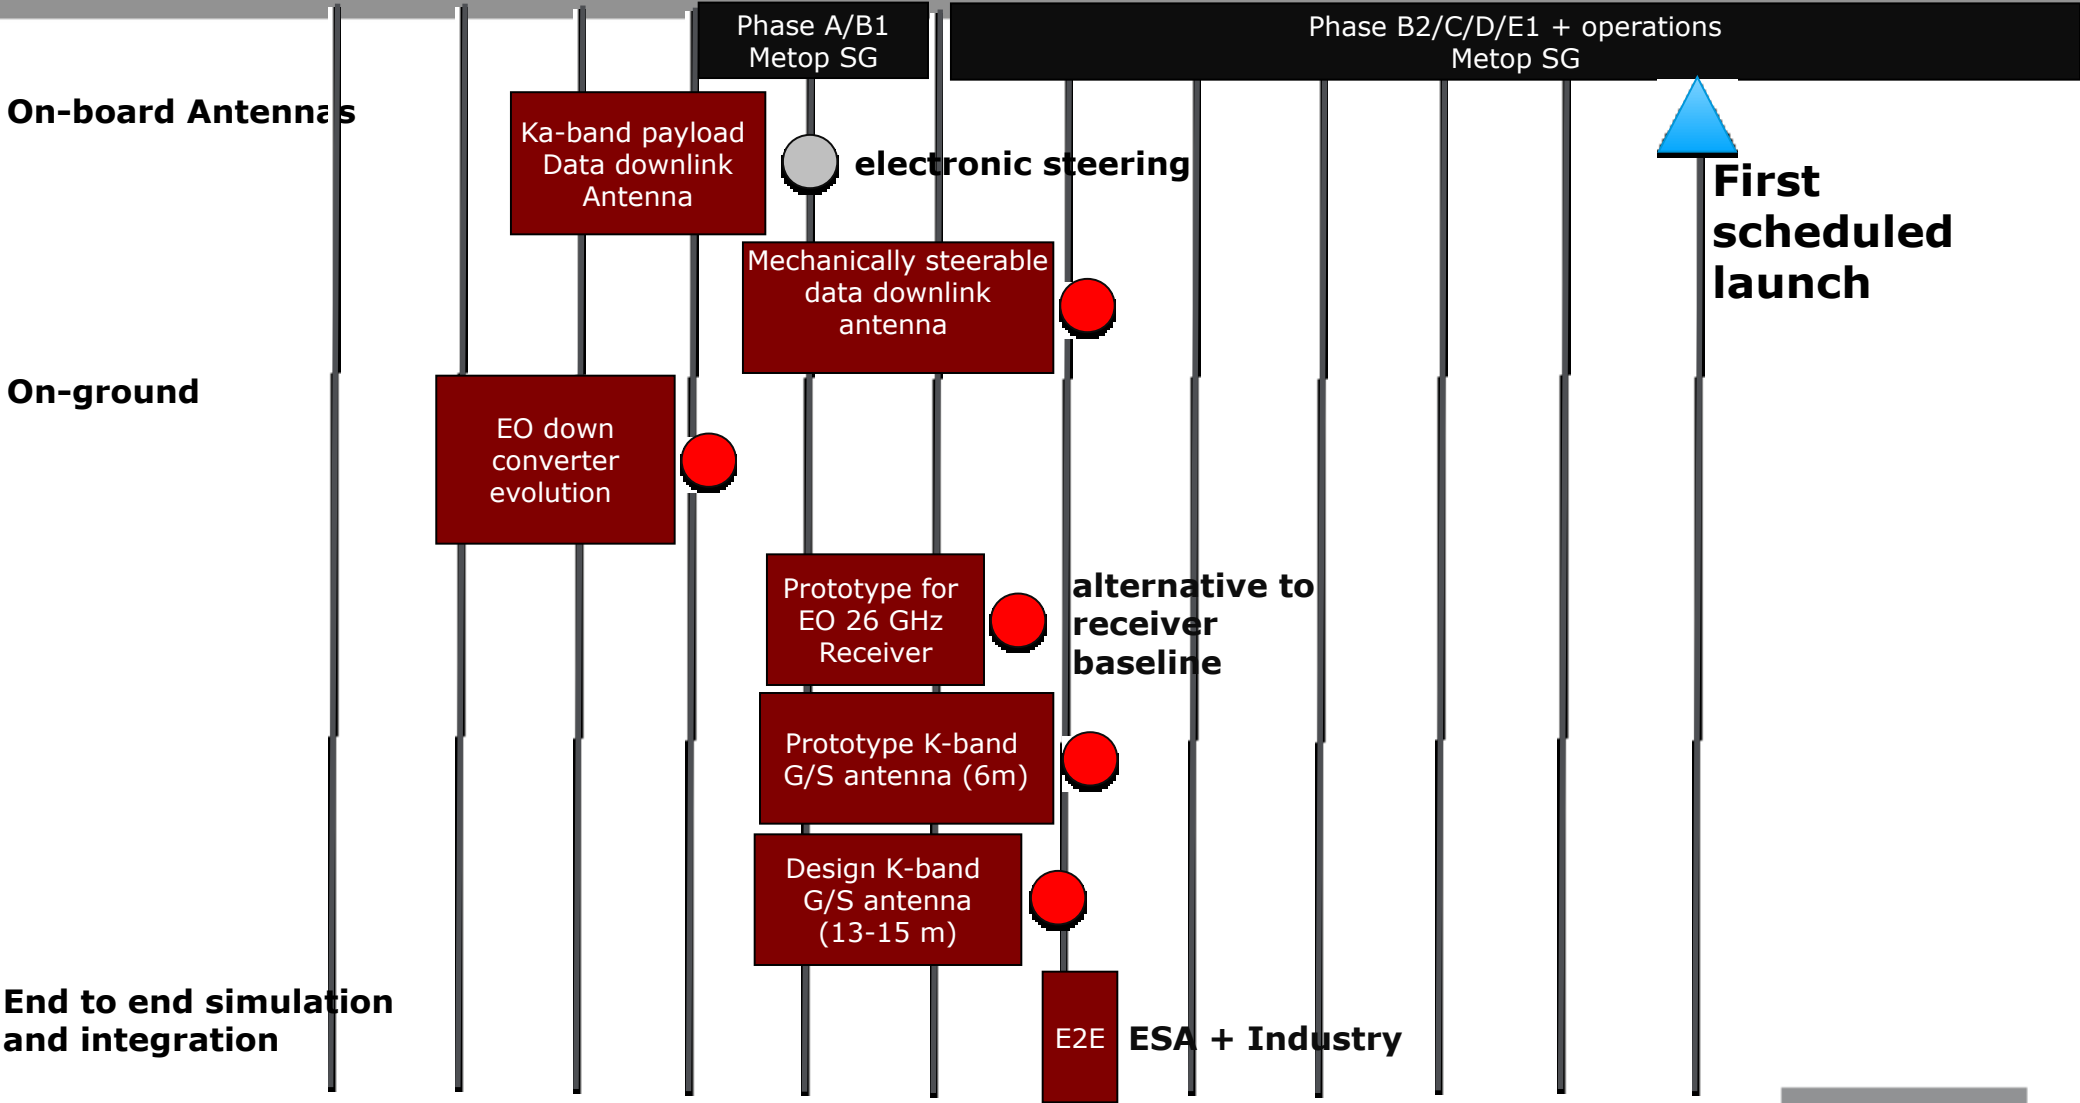 Phase A/B1
Metop SG
Phase B2/C/D/E1 + operations
Metop SG
On-board Antennas
Ka-band payload
Data downlink
Antenna
electronic steering
First
scheduled
launch
Mechanically steerable
data downlink
antenna
On-ground
EO down
converter
evolution
Prototype for
EO 26 GHz
Receiver
alternative to
receiver
baseline
Prototype K-band
G/S antenna (6m)
Design K-band
G/S antenna
(13-15 m)
End to end simulation
and integration
E2E
ESA + Industry